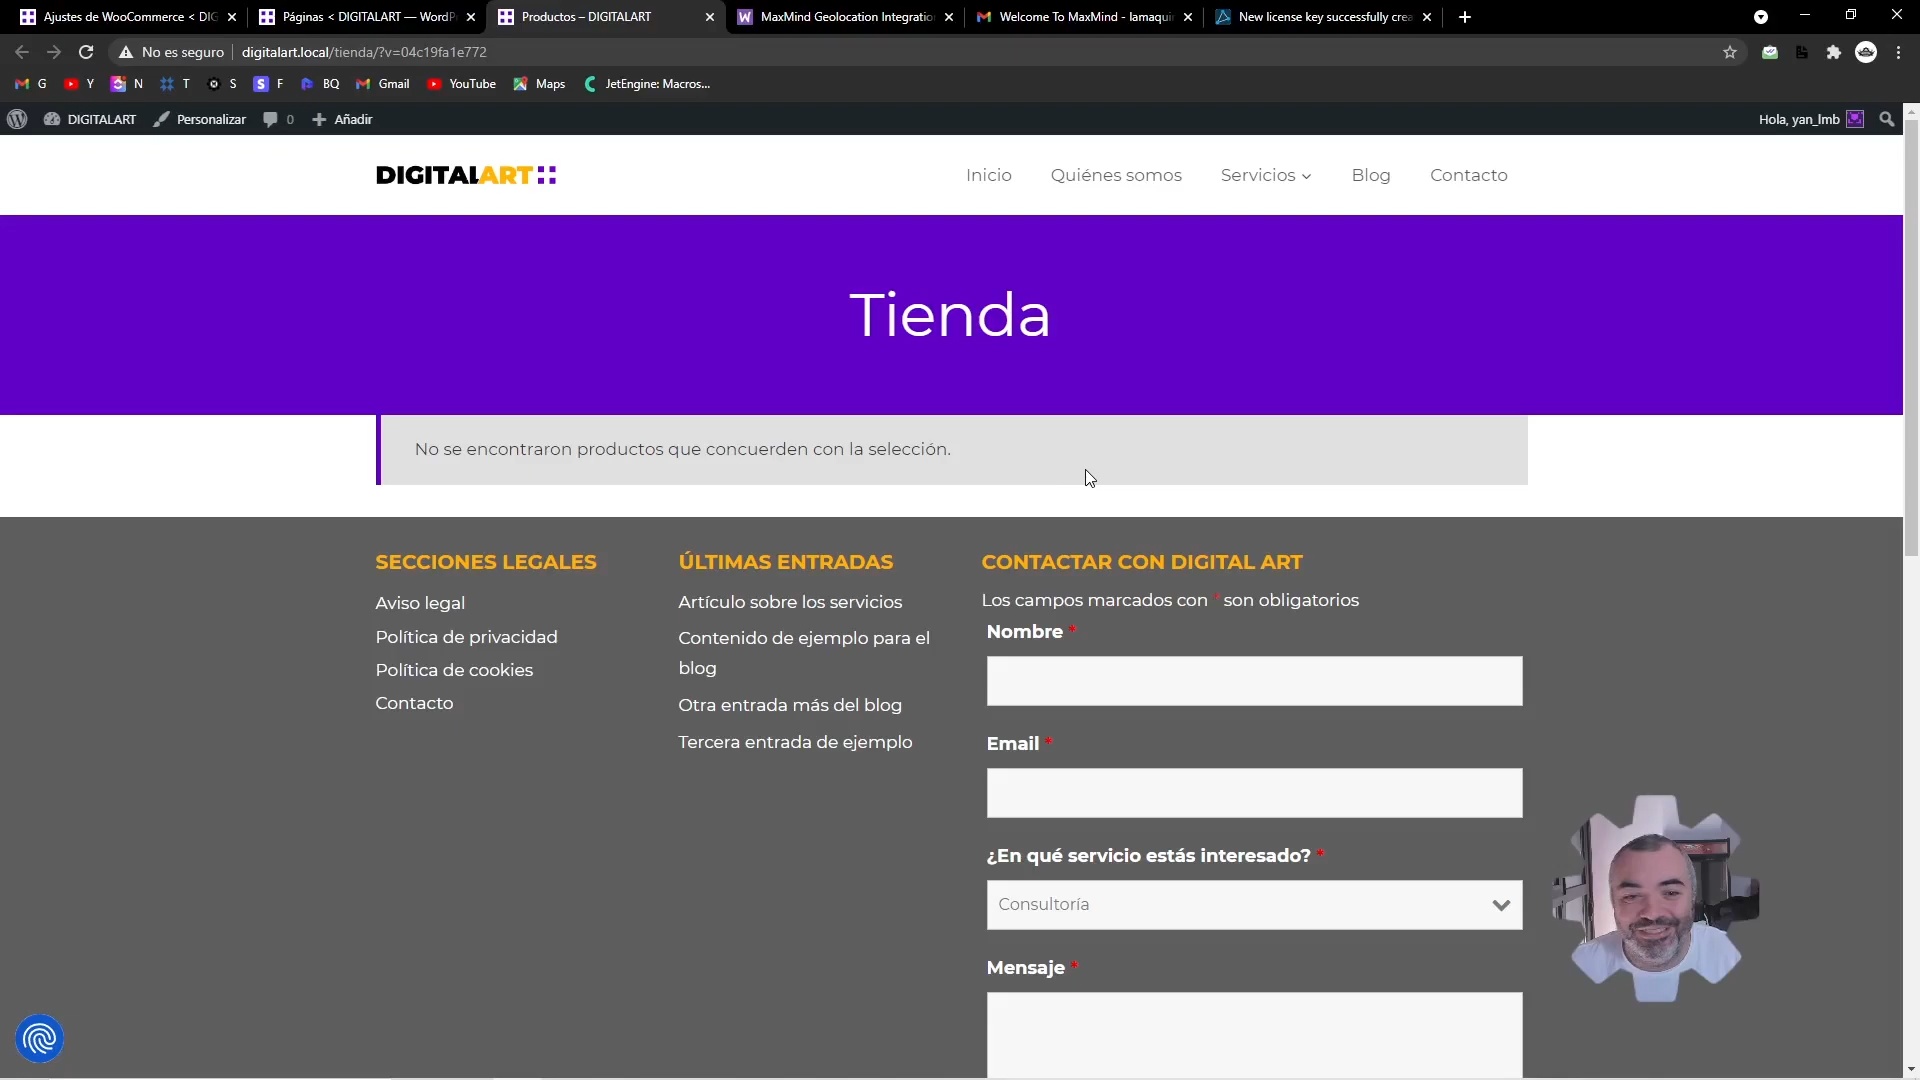 Ajustes de WooCommerce < DIG
Páginas < DIGITALART — WordPr
Productos – DIGITALART
MaxMind Geolocation Integration
Welcome To MaxMind - lamaquin
New license key successfully crea
No es seguro
digitalart.local/tienda/?v=04c19fa1e772
G
Y
N
T
S
F
BQ
Gmail
YouTube
Maps
JetEngine: Macros...
DIGITALART
Personalizar
0
Añadir
Hola, yan_lmb
DIGITALART
Inicio
Quiénes somos
Servicios
Blog
Contacto
Tienda
No se encontraron productos que concuerden con la selección.
SECCIONES LEGALES
Aviso legal
Política de privacidad
Política de cookies
Contacto
ÚLTIMAS ENTRADAS
Artículo sobre los servicios
Contenido de ejemplo para el
blog
Otra entrada más del blog
Tercera entrada de ejemplo
CONTACTAR CON DIGITAL ART
Los campos marcados con * son obligatorios
Nombre *
Email *
¿En qué servicio estás interesado? *
Consultoría
Mensaje *